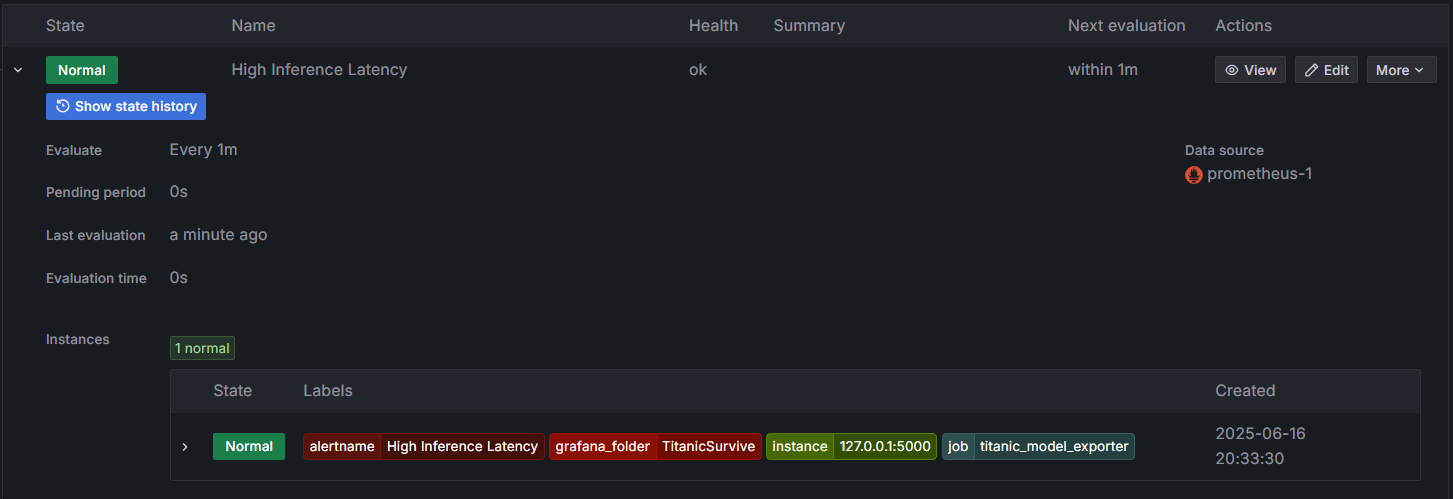 State Name Health Summary Next evaluation Actions
Normal High Inference Latency ok within 1m View Edit More
Show state history
Evaluate Every 1m Data source
prometheus-1
Pending period 0s
Last evaluation a minute ago
Evaluation time 0s
Instances 1 normal
State Labels Created
Normal alertname High Inference Latency grafana_folder TitanicSurvive instance 127.0.0.1:5000 job titanic_model_exporter 2025-06-16
20:33:30